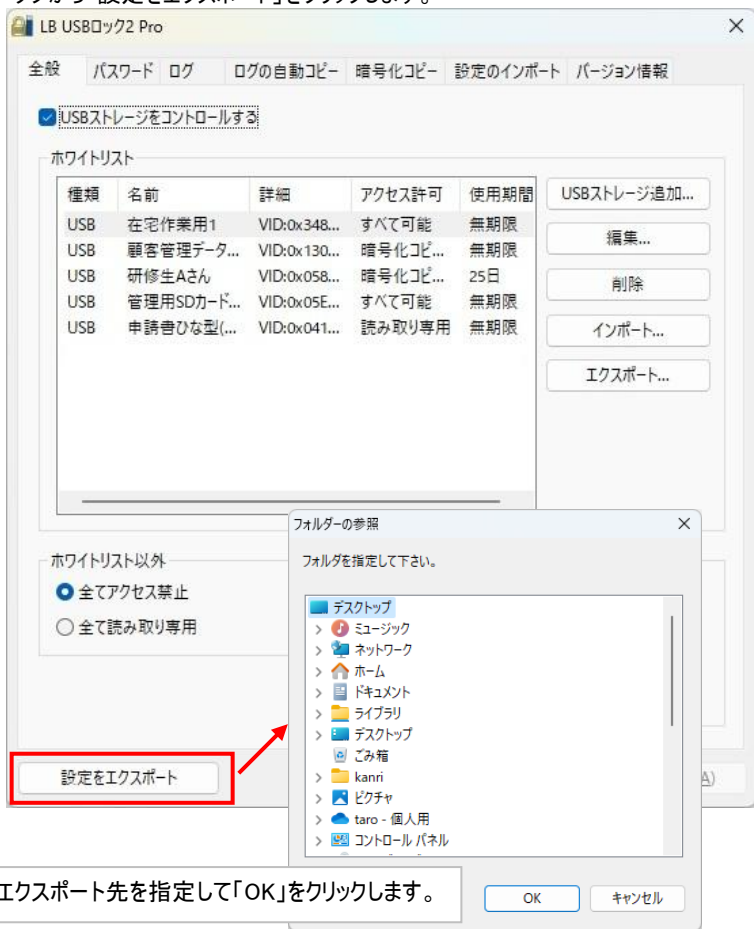 LB USBロック2 Pro
全般 パスワード ログ ログの自動コピー 暗号化コピー 設定のインポート バージョン情報
USBストレージをコントロールする
ホワイトリスト
種類 名前 詳細 アクセス許可 使用期間
USB 在宅作業用1 VID:0x348... すべて可能 無期限
USB 顧客管理データ... VID:0x130... 暗号化コピ... 無期限
USB 研修生Aさん VID:0x058... 暗号化コピ... 25日
USB 管理用SDカード... VID:0x05E... すべて可能 無期限
USB 申請書ひな型(... VID:0x041... 読み取り専用 無期限
USBストレージ追加...
編集...
削除
インポート...
エクスポート...
ホワイトリスト以外
全てアクセス禁止
全て読み取り専用
設定をエクスポート
A)
フォルダーの参照
フォルダを指定して下さい。
デスクトップ
ミュージック
ネットワーク
ホーム
ドキュメント
ライブラリ
デスクトップ
ごみ箱
kanri
ピクチャ
taro - 個人用
コントロール パネル
OK キャンセル
エクスポート先を指定して「OK」をクリックします。